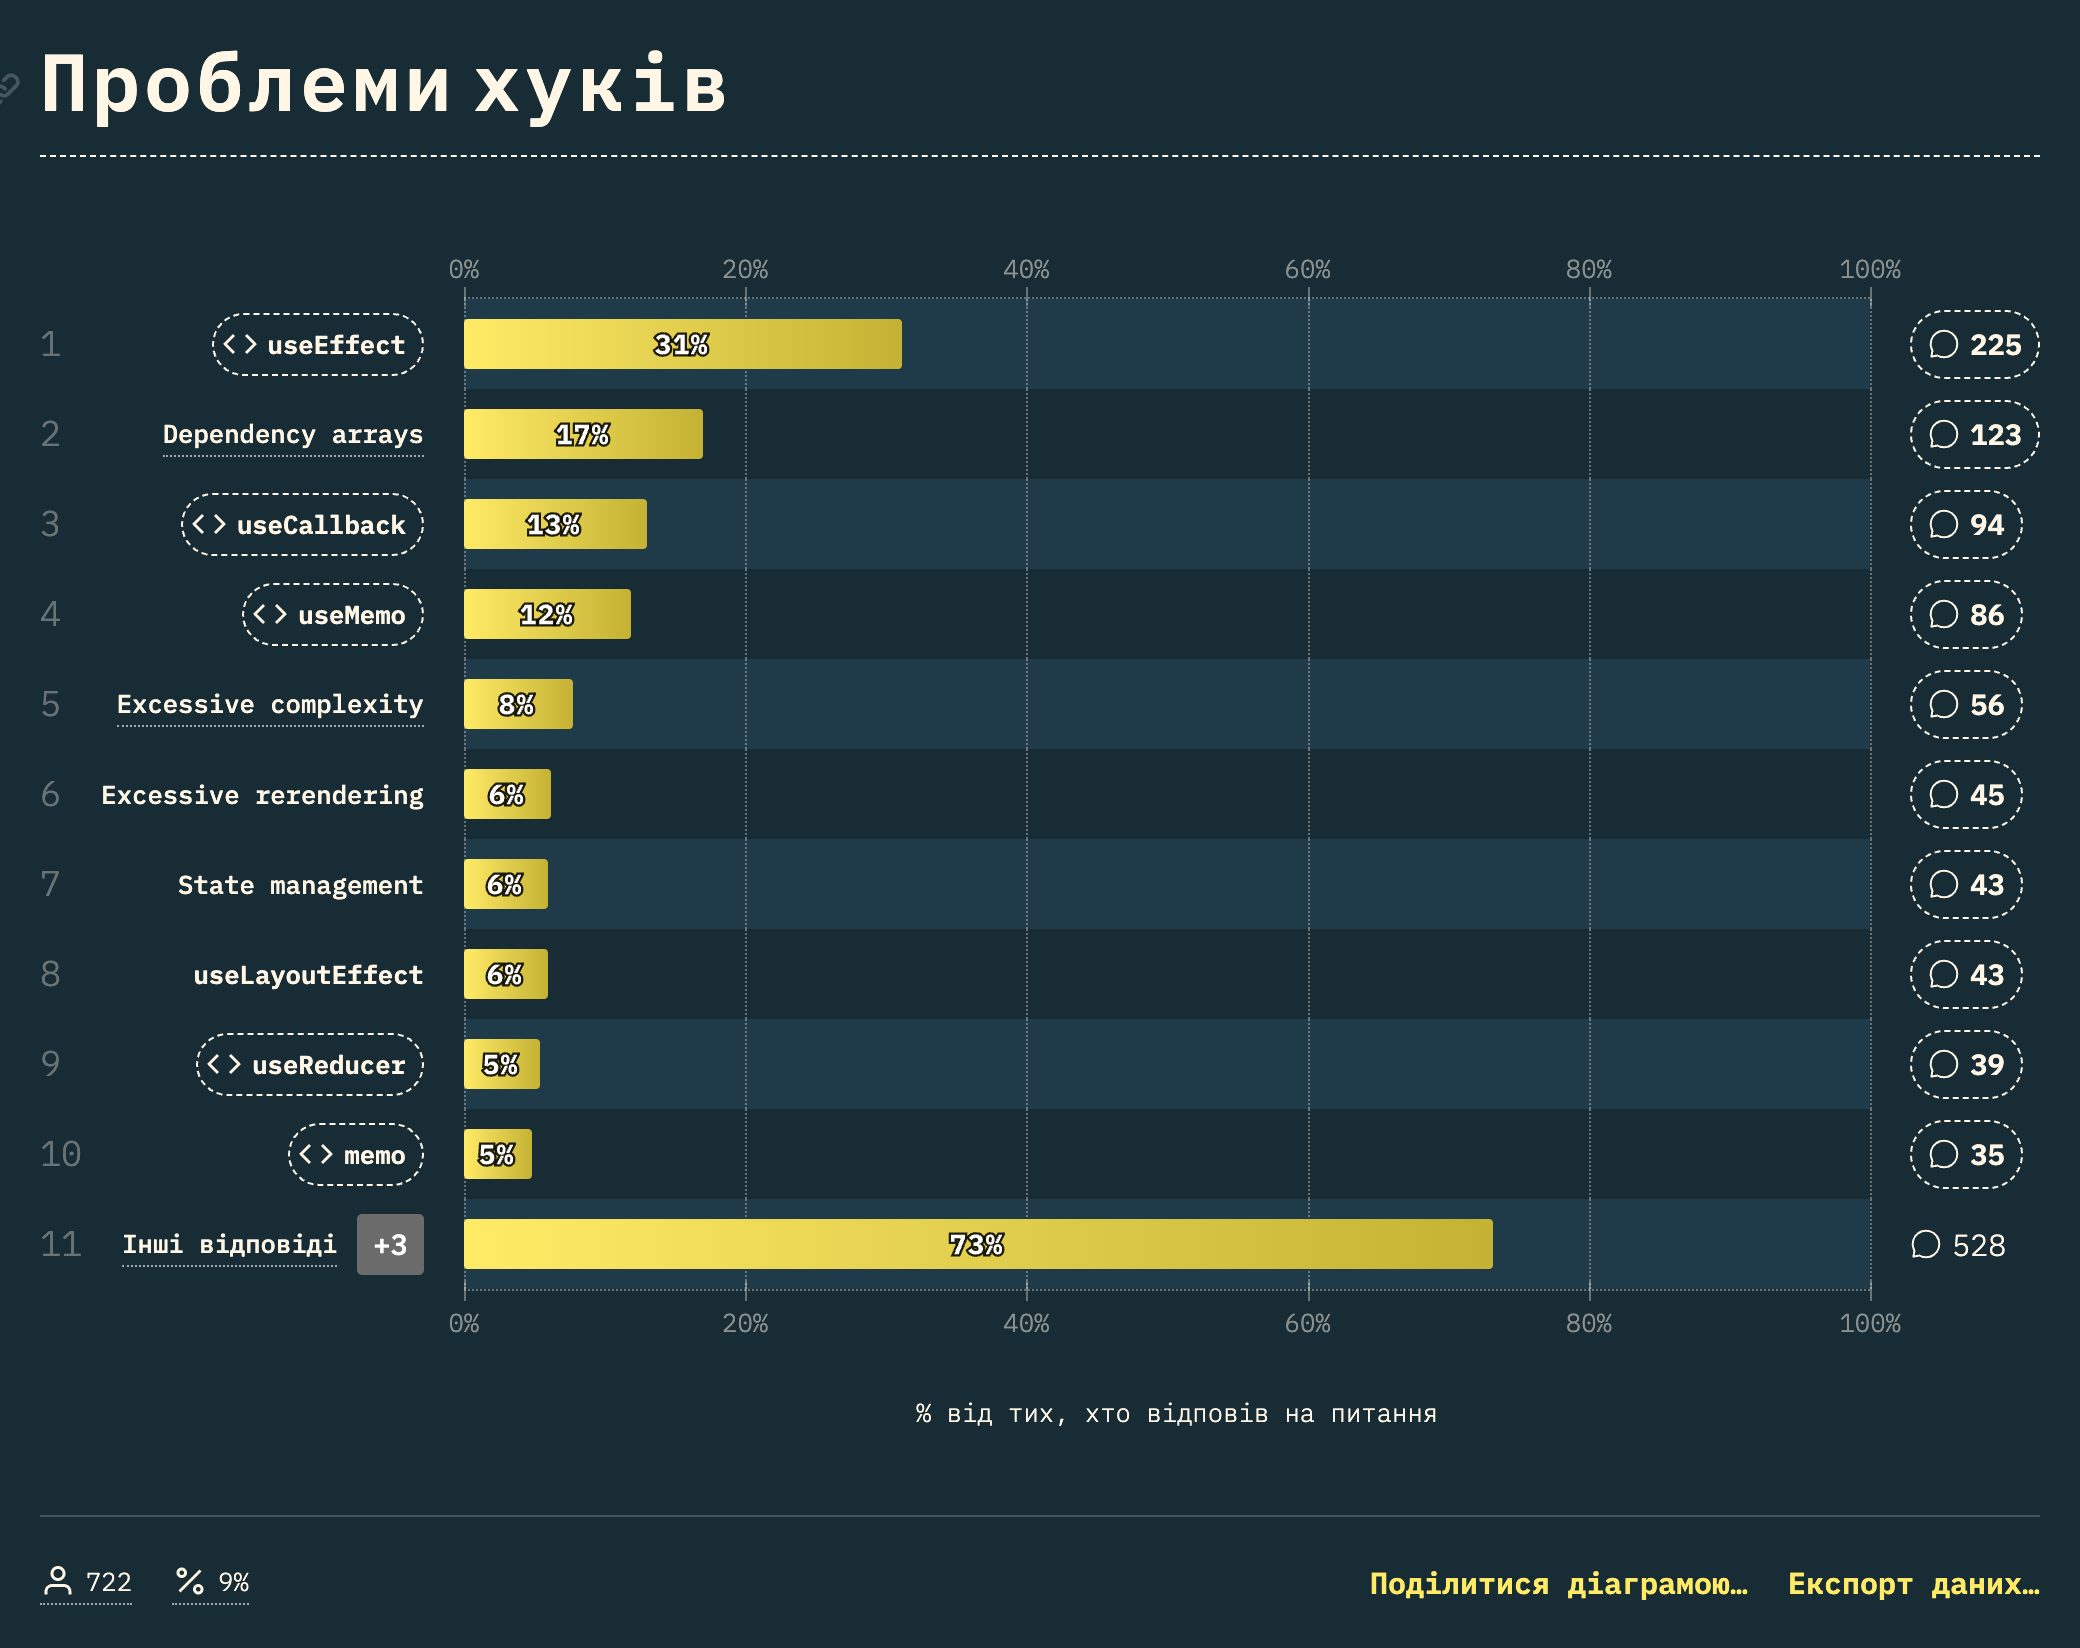 Проблеми хуків
0% 20% 40% 60% 80% 100%
1 <> useEffect 31% 225
2 Dependency arrays 17% 123
3 <> useCallback 13% 94
4 <> useMemo 12% 86
5 Excessive complexity 8% 56
6 Excessive rerendering 6% 45
7 State management 6% 43
8 useLayoutEffect 6% 43
9 <> useReducer 5% 39
10 <> memo 5% 35
11 Інші відповіді +3 73% 528
0% 20% 40% 60% 80% 100%
% від тих, хто відповів на питання
722 % 9% Поділитися діаграмою… Експорт даних…